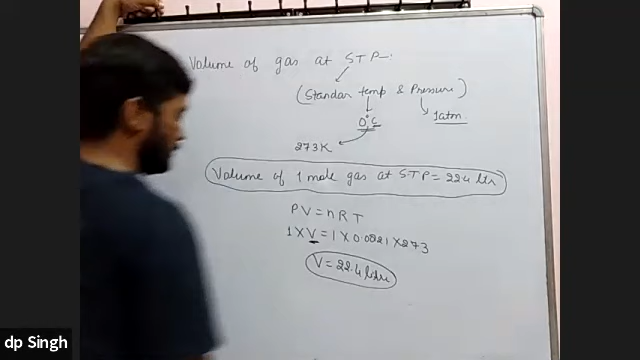 Volume of gas at STP-
(Standar temp & Pressure)
0°C
1atm.
273K
Volume of 1 mole gas at STP = 22.4 ltr
PV = nRT
1 X V = 1 X 0.0821 X 273
V = 22.4 litre
dp Singh